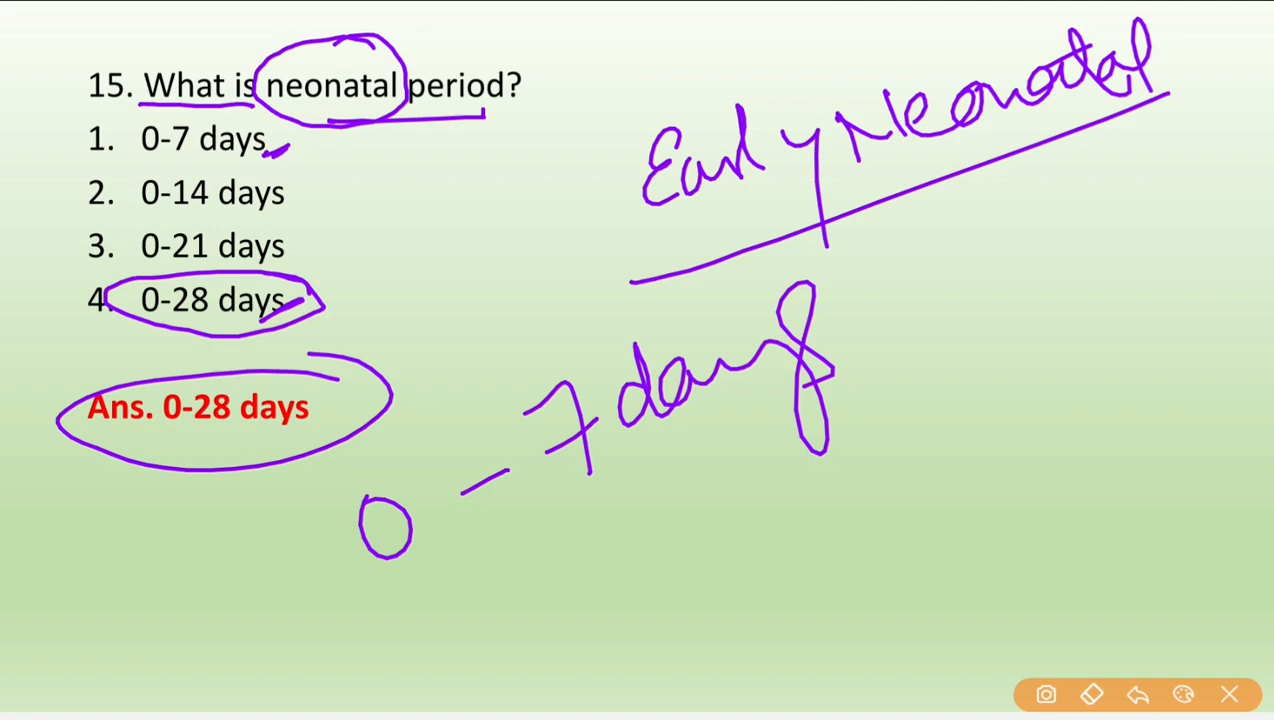 15. What is neonatal period?
1. 0-7 days
2. 0-14 days
3. 0-21 days
4. 0-28 days
Ans. 0-28 days
Early Neonatal
0 - 7 days